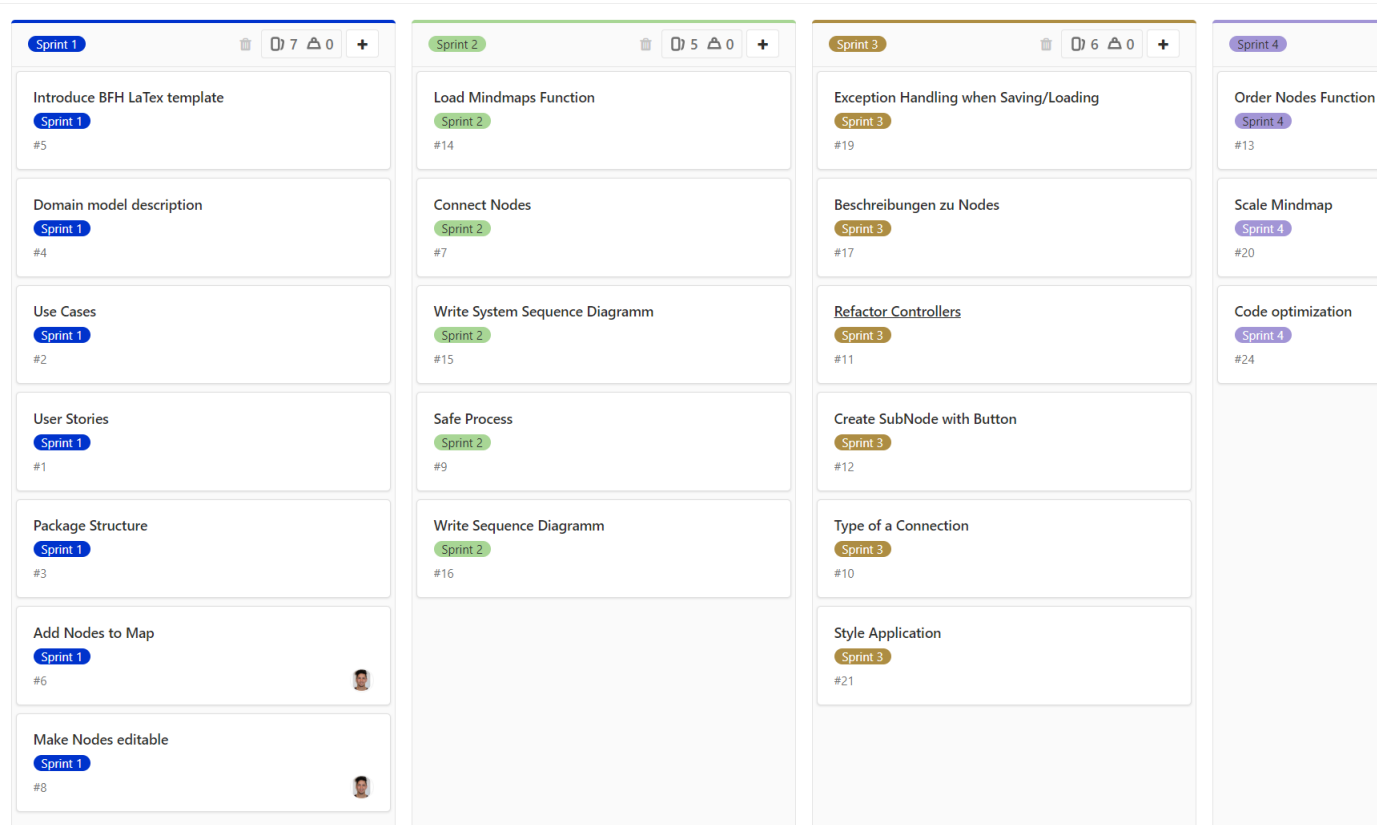 Sprint 1
7 0
Introduce BFH LaTex template
Sprint 1
#5
Domain model description
Sprint 1
#4
Use Cases
Sprint 1
#2
User Stories
Sprint 1
#1
Package Structure
Sprint 1
#3
Add Nodes to Map
Sprint 1
#6
Make Nodes editable
Sprint 1
#8
Sprint 2
5 0
Load Mindmaps Function
Sprint 2
#14
Connect Nodes
Sprint 2
#7
Write System Sequence Diagramm
Sprint 2
#15
Safe Process
Sprint 2
#9
Write Sequence Diagramm
Sprint 2
#16
Sprint 3
6 0
Exception Handling when Saving/Loading
Sprint 3
#19
Beschreibungen zu Nodes
Sprint 3
#17
Refactor Controllers
Sprint 3
#11
Create SubNode with Button
Sprint 3
#12
Type of a Connection
Sprint 3
#10
Style Application
Sprint 3
#21
Sprint 4
Order Nodes Function
Sprint 4
#13
Scale Mindmap
Sprint 4
#20
Code optimization
Sprint 4
#24